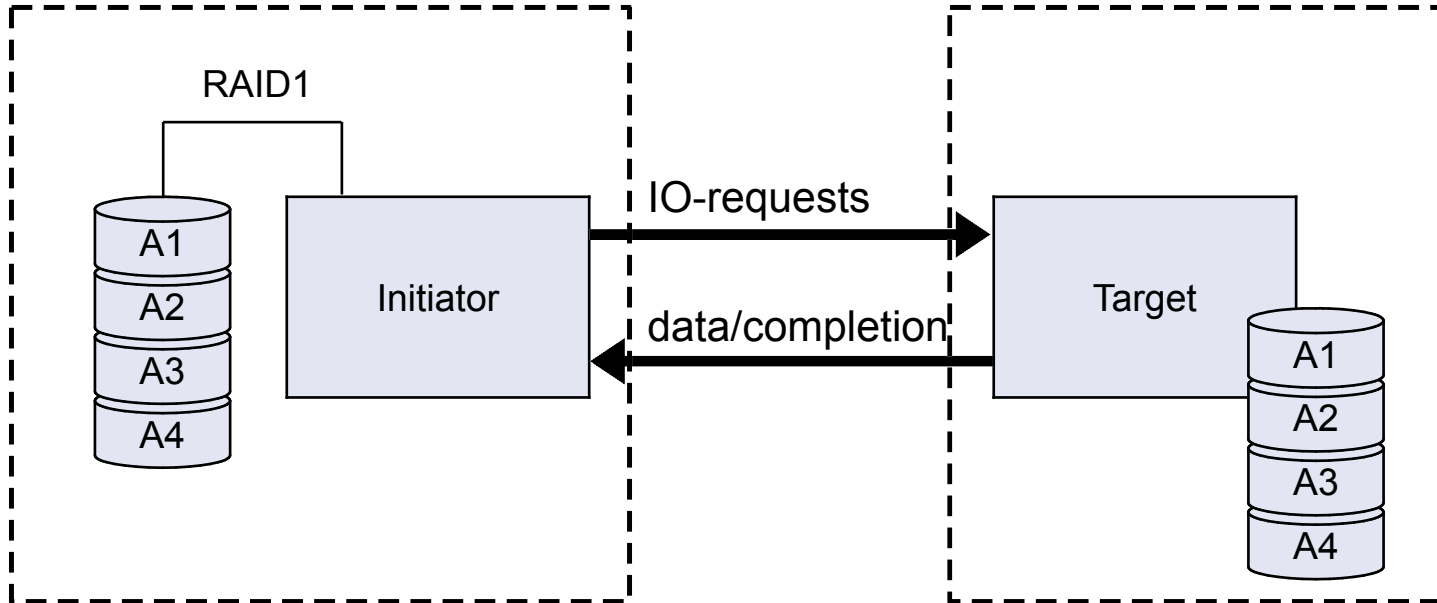 RAID1
A1
A2
A3
A4
Initiator
IO-requests
data/completion
Target
A1
A2
A3
A4